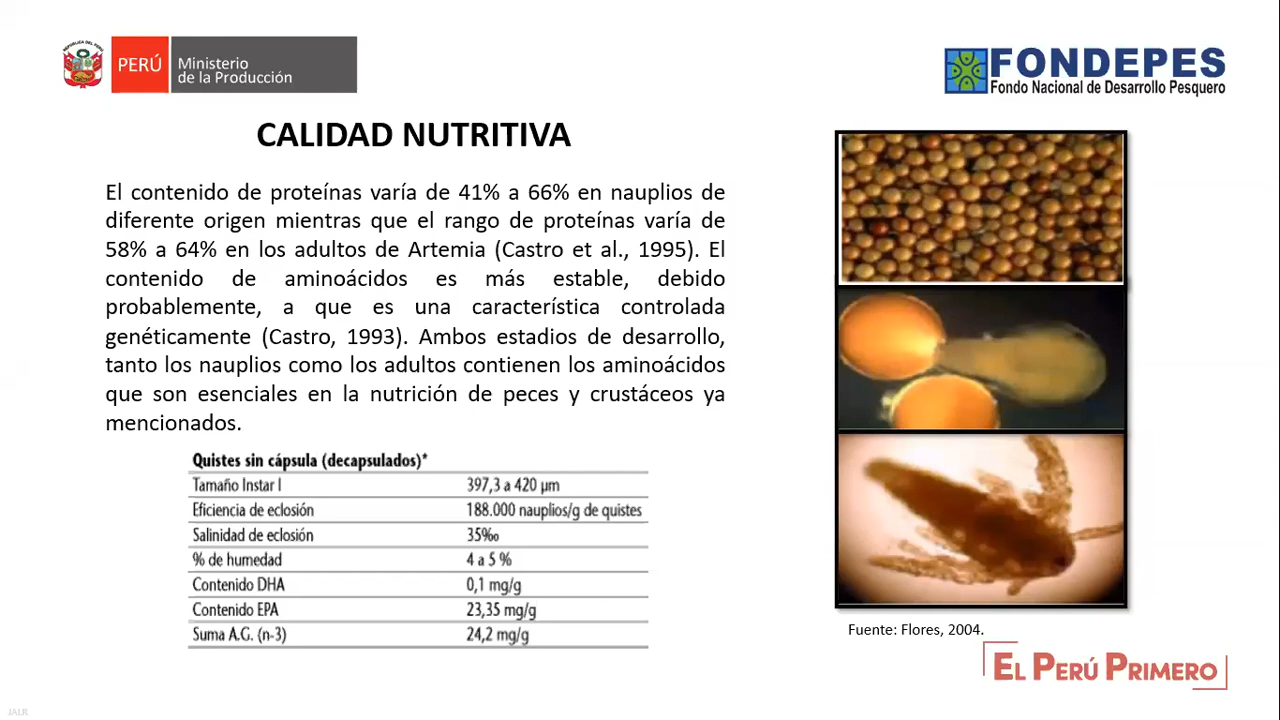 REPÚBLICA DEL PERÚ
PERÚ
Ministerio
de la Producción
FONDEPES
Fondo Nacional de Desarrollo Pesquero
CALIDAD NUTRITIVA
El contenido de proteínas varía de 41% a 66% en nauplios de
diferente origen mientras que el rango de proteínas varía de
58% a 64% en los adultos de Artemia (Castro et al., 1995). El
contenido de aminoácidos es más estable, debido
probablemente, a que es una característica controlada
genéticamente (Castro, 1993). Ambos estadios de desarrollo,
tanto los nauplios como los adultos contienen los aminoácidos
que son esenciales en la nutrición de peces y crustáceos ya
mencionados.
Quistes sin cápsula (decapsulados)*
Tamaño Instar I 397,3 a 420 µm
Eficiencia de eclosión 188.000 nauplios/g de quistes
Salinidad de eclosión 35‰
% de humedad 4 a 5 %
Contenido DHA 0,1 mg/g
Contenido EPA 23,35 mg/g
Suma A.G. (n-3) 24,2 mg/g
Fuente: Flores, 2004.
EL PERÚ PRIMERO
JALR